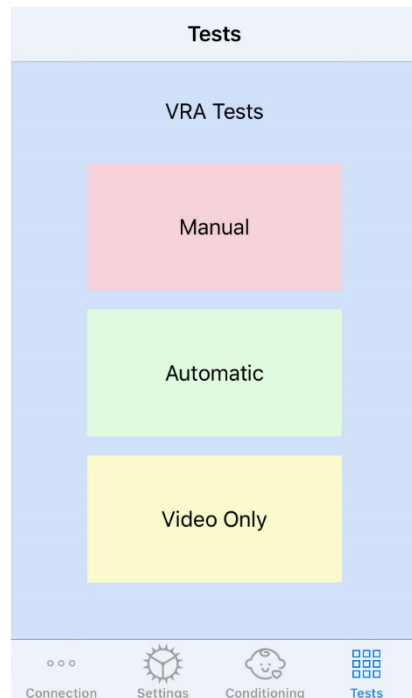 Tests
VRA Tests
Manual
Automatic
Video Only
Connection Settings Conditioning Tests